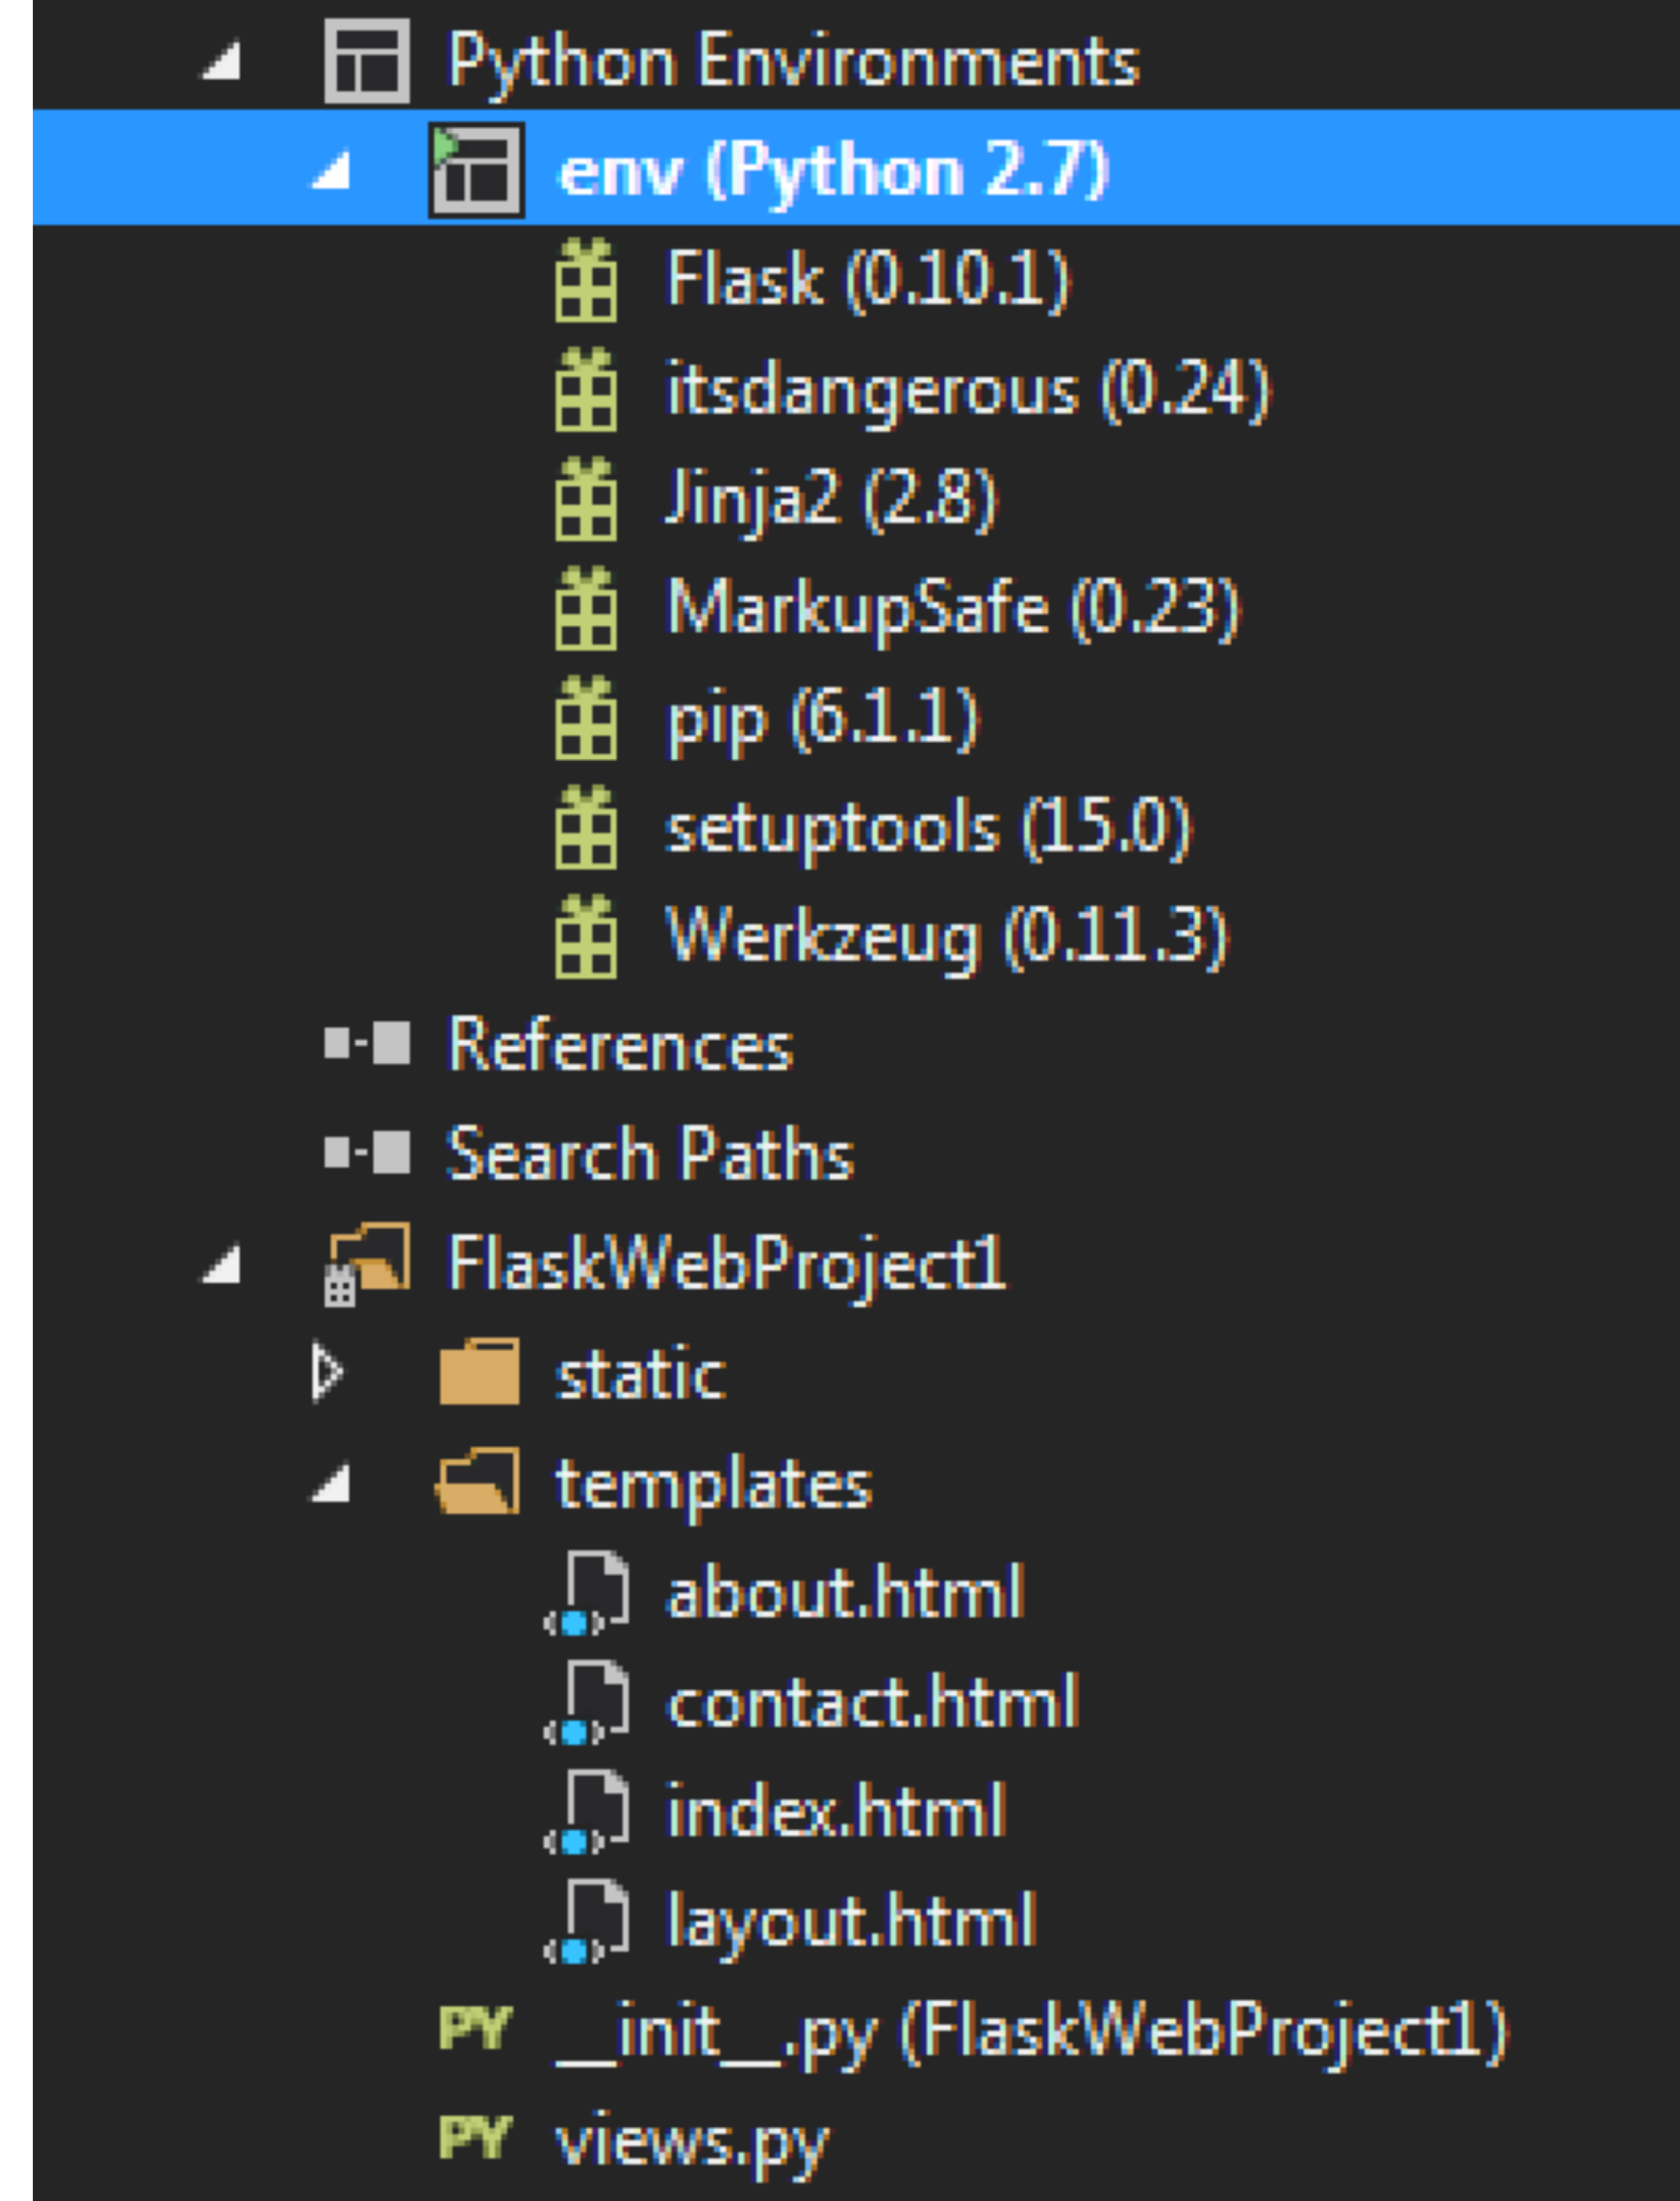 Python Environments
env (Python 2.7)
Flask (0.10.1)
itsdangerous (0.24)
Jinja2 (2.8)
MarkupSafe (0.23)
pip (6.1.1)
setuptools (15.0)
Werkzeug (0.11.3)
References
Search Paths
FlaskWebProject1
static
templates
about.html
contact.html
index.html
layout.html
PY __init__.py (FlaskWebProject1)
PY views.py